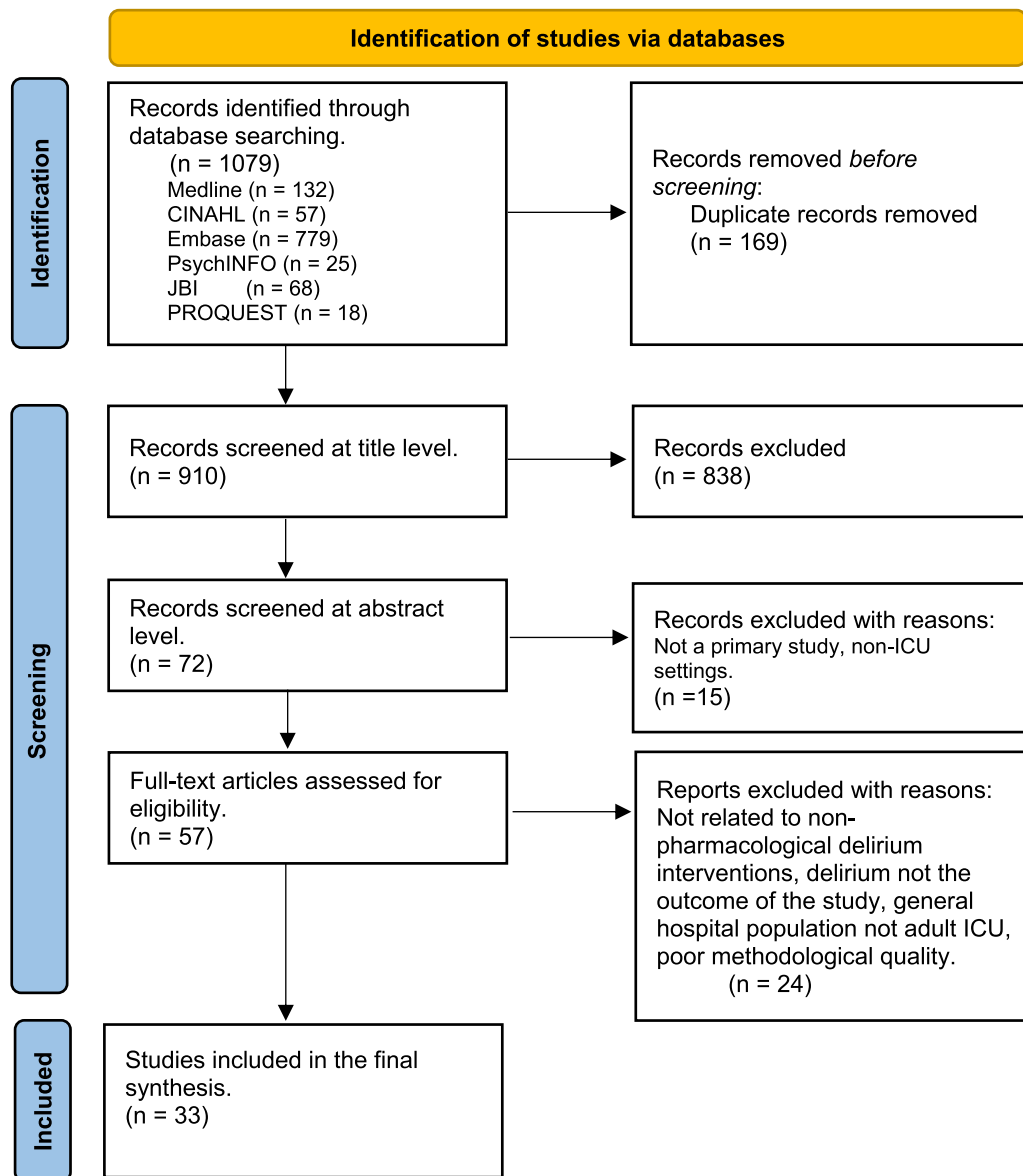 Identification of studies via databases
Identification
Records identified through
database searching.
(n = 1079)
Medline (n = 132)
CINAHL (n = 57)
Embase (n = 779)
PsychINFO (n = 25)
JBI (n = 68)
PROQUEST (n = 18)
Records removed before
screening:
Duplicate records removed
(n = 169)
Screening
Records screened at title level.
(n = 910)
Records excluded
(n = 838)
Records screened at abstract
level.
(n = 72)
Records excluded with reasons:
Not a primary study, non-ICU
settings.
(n =15)
Full-text articles assessed for
eligibility.
(n = 57)
Reports excluded with reasons:
Not related to non-
pharmacological delirium
interventions, delirium not the
outcome of the study, general
hospital population not adult ICU,
poor methodological quality.
(n = 24)
Included
Studies included in the final
synthesis.
(n = 33)